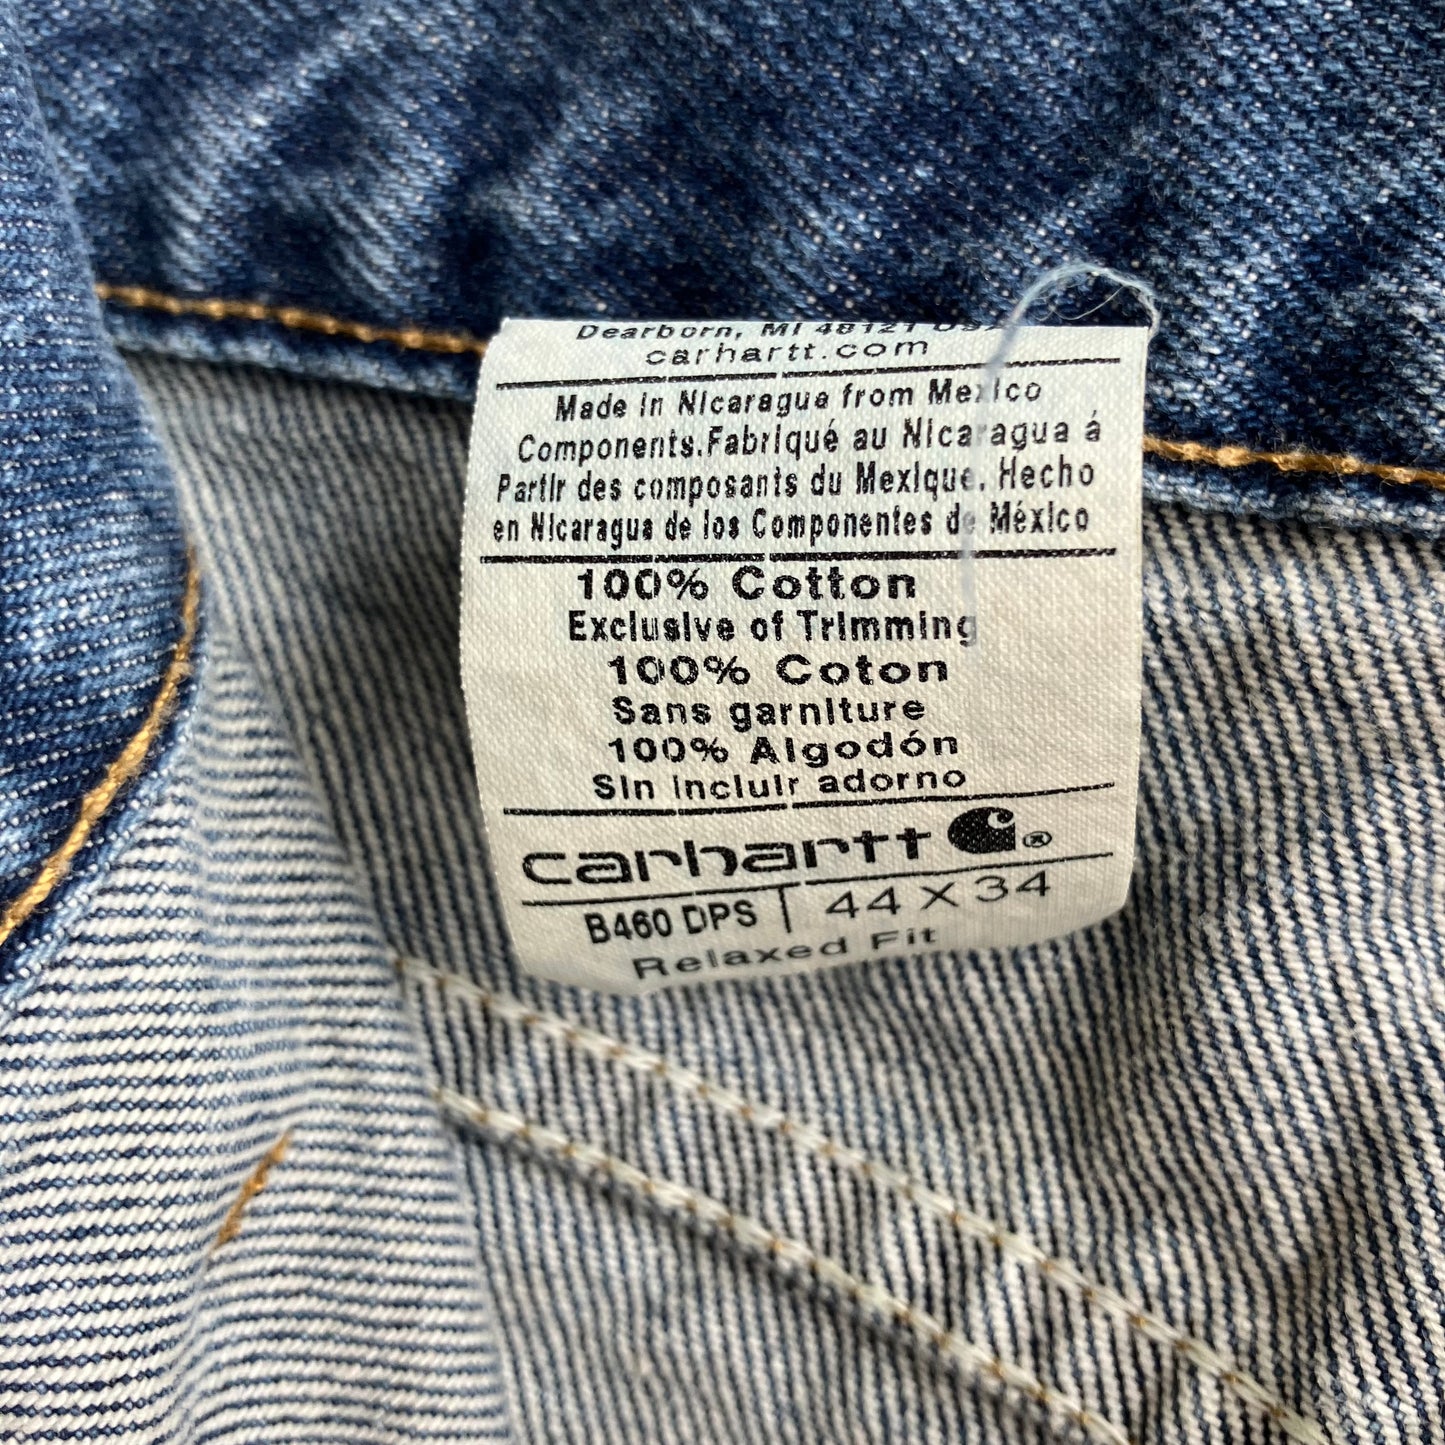 Dearborn, MI 48121 USA
carhartt.com
Made in Nicaragua from Mexico
Components.Fabriqué au Nicaragua á
Partir des composants du Mexique. Hecho
en Nicaragua de los Componentes de México
100% Cotton
Exclusive of Trimming
100% Coton
Sans garniture
100% Algodón
Sin incluir adorno
carhartt ®
B460 DPS | 44 X 34
Relaxed Fit